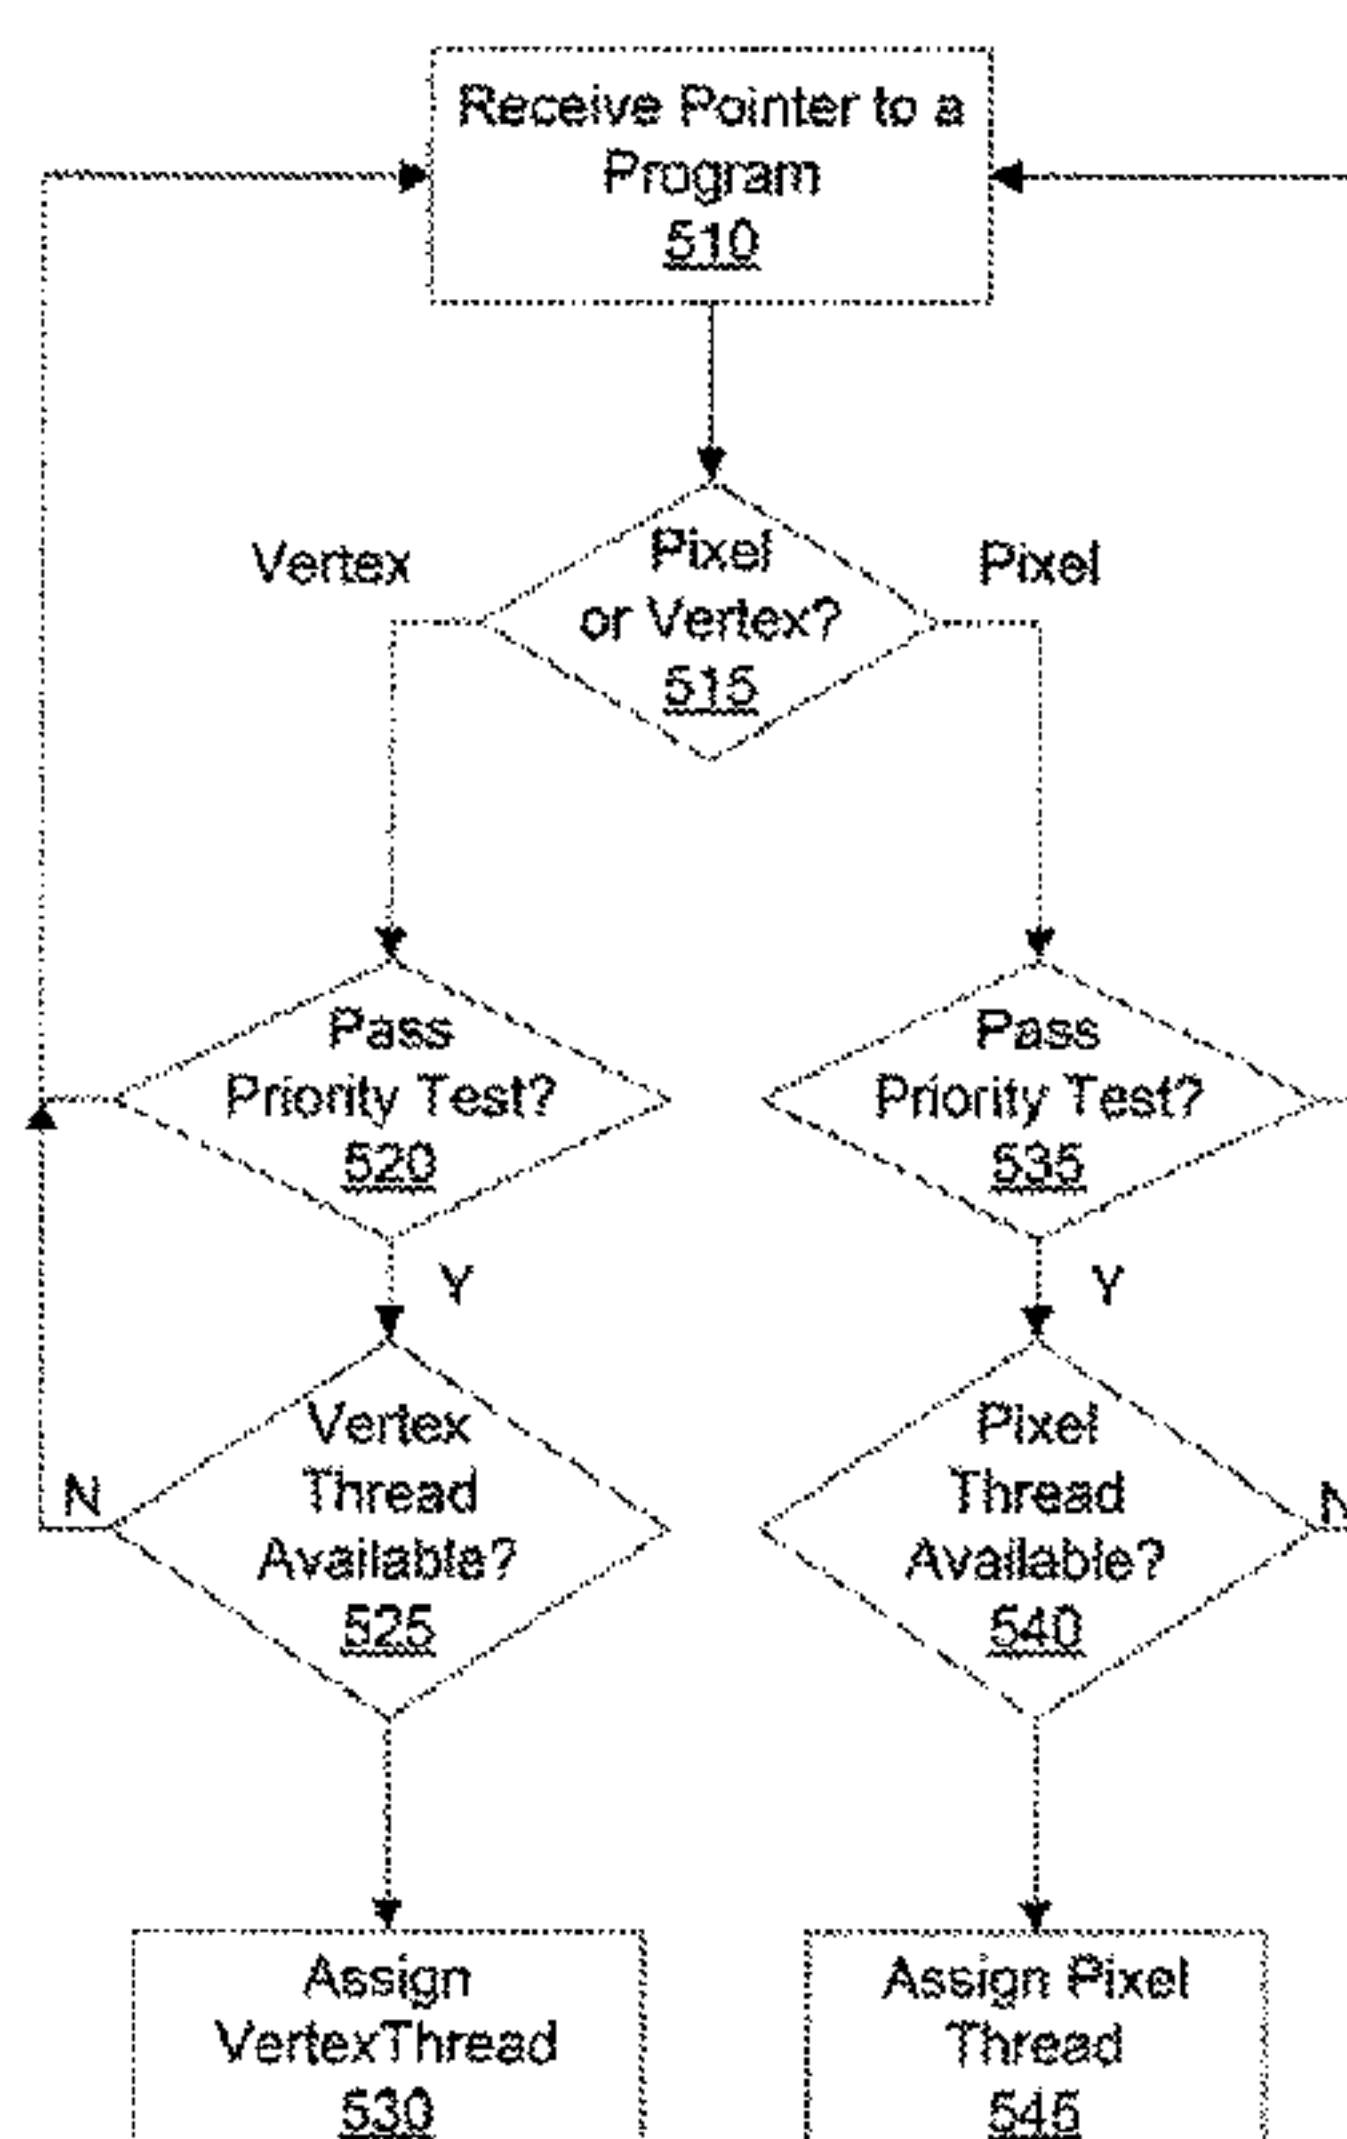 Receive Pointer to a
Program
510
Vertex
Pixel
or Vertex?
515
Pixel
Pass
Priority Test?
520
Pass
Priority Test?
535
Y
Y
Vertex
Thread
Available?
525
N
Pixel
Thread
Available?
540
N
Assign
VertexThread
530
Assign Pixel
Thread
545